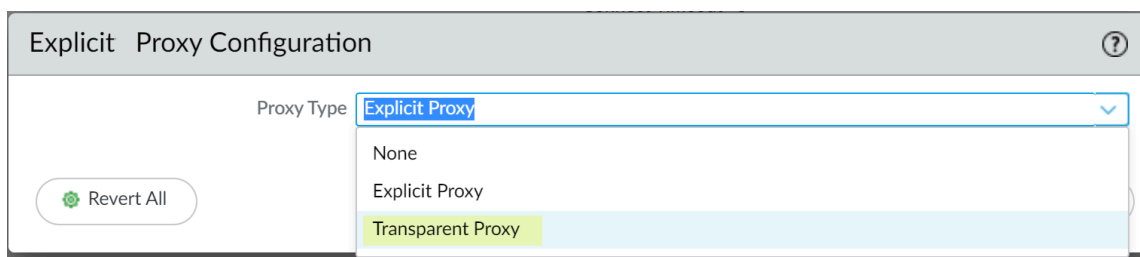 Explicit Proxy Configuration
Proxy Type Explicit Proxy
None
Explicit Proxy
Revert All
Transparent Proxy